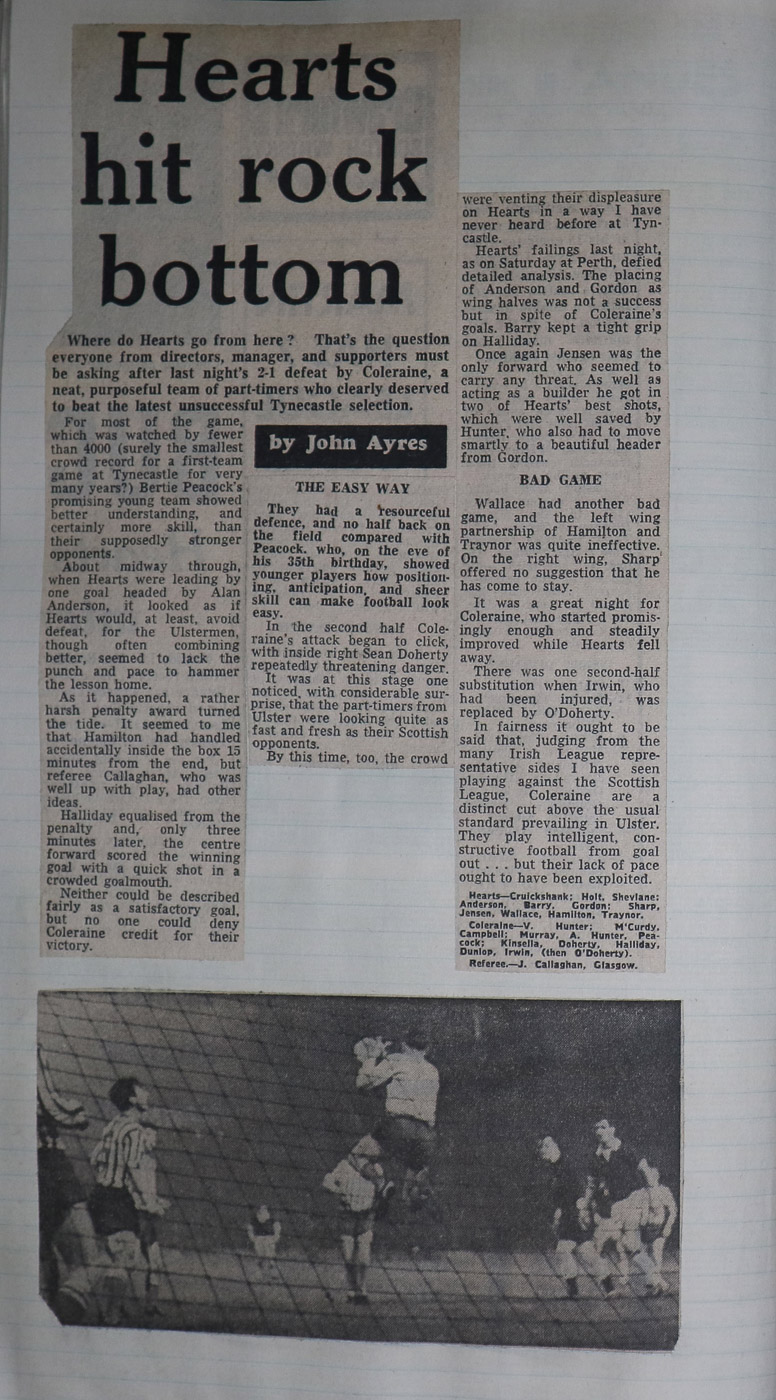 Hearts
hit rock
bottom
Where do Hearts go from here? That's the question
everyone from directors, manager, and supporters must
be asking after last night's 2-1 defeat by Coleraine, a
neat, purposeful team of part-timers who clearly deserved
to beat the latest unsuccessful Tynecastle selection.
For most of the game,
which was watched by fewer
than 4000 (surely the smallest
crowd record for a first-team
game at Tynecastle for very
many years?) Bertie Peacock's
promising young team showed
better understanding, and
certainly more skill, than
their supposedly stronger
opponents.
About midway through,
when Hearts were leading by
one goal headed by Alan
Anderson, it looked as if
Hearts would, at least, avoid
defeat, for the Ulstermen,
though often combining
better, seemed to lack the
punch and pace to hammer
the lesson home.
As it happened, a rather
harsh penalty award turned
the tide. It seemed to me
that Hamilton had handled
accidentally inside the box 15
minutes from the end, but
referee Callaghan, who was
well up with play, had other
ideas.
Halliday equalised from the
penalty and, only three
minutes later, the centre
forward scored the winning
goal with a quick shot in a
crowded goalmouth.
Neither could be described
fairly as a satisfactory goal,
but no one could deny
Coleraine credit for their
victory.
by John Ayres
THE EASY WAY
They had a resourceful
defence, and no half back on
the field compared with
Peacock. who, on the eve of
his 35th birthday, showed
younger players how position-
ing, anticipation, and sheer
skill can make football look
easy.
In the second half Cole-
raine's attack began to click,
with inside right Sean Doherty
repeatedly threatening danger.
It was at this stage one
noticed, with considerable sur-
prise, that the part-timers from
Ulster were looking quite as
fast and fresh as their Scottish
opponents.
By this time, too, the crowd
were venting their displeasure
on Hearts in a way I have
never heard before at Tyn-
castle.
Hearts' failings last night,
as on Saturday at Perth, defied
detailed analysis. The placing
of Anderson and Gordon as
wing halves was not a success
but in spite of Coleraine's
goals. Barry kept a tight grip
on Halliday.
Once again Jensen was the
only forward who seemed to
carry any threat. As well as
acting as a builder he got in
two of Hearts' best shots,
which were well saved by
Hunter, who also had to move
smartly to a beautiful header
from Gordon.
BAD GAME
Wallace had another bad
game, and the left wing
partnership of Hamilton and
Traynor was quite ineffective.
On the right wing, Sharp
offered no suggestion that he
has come to stay.
It was a great night for
Coleraine, who started promis-
ingly enough and steadily
improved while Hearts fell
away.
There was one second-half
substitution when Irwin, who
had been injured, was
replaced by O'Doherty.
In fairness it ought to be
said that, judging from the
many Irish League repre-
sentative sides I have seen
playing against the Scottish
League, Coleraine are a
distinct cut above the usual
standard prevailing in Ulster.
They play intelligent, con-
structive football from goal
out . . . but their lack of pace
ought to have been exploited.
Hearts—Cruickshank; Holt, Shevlane;
Anderson, Barry, Gordon; Sharp,
Jensen, Wallace, Hamilton, Traynor.
Coleraine—V. Hunter; M'Curdy,
Campbell; Murray, A. Hunter, Pea-
cock; Kinsella, Doherty, Halliday,
Dunlop, Irwin, (then O'Doherty).
Referee.—J. Callaghan, Glasgow.